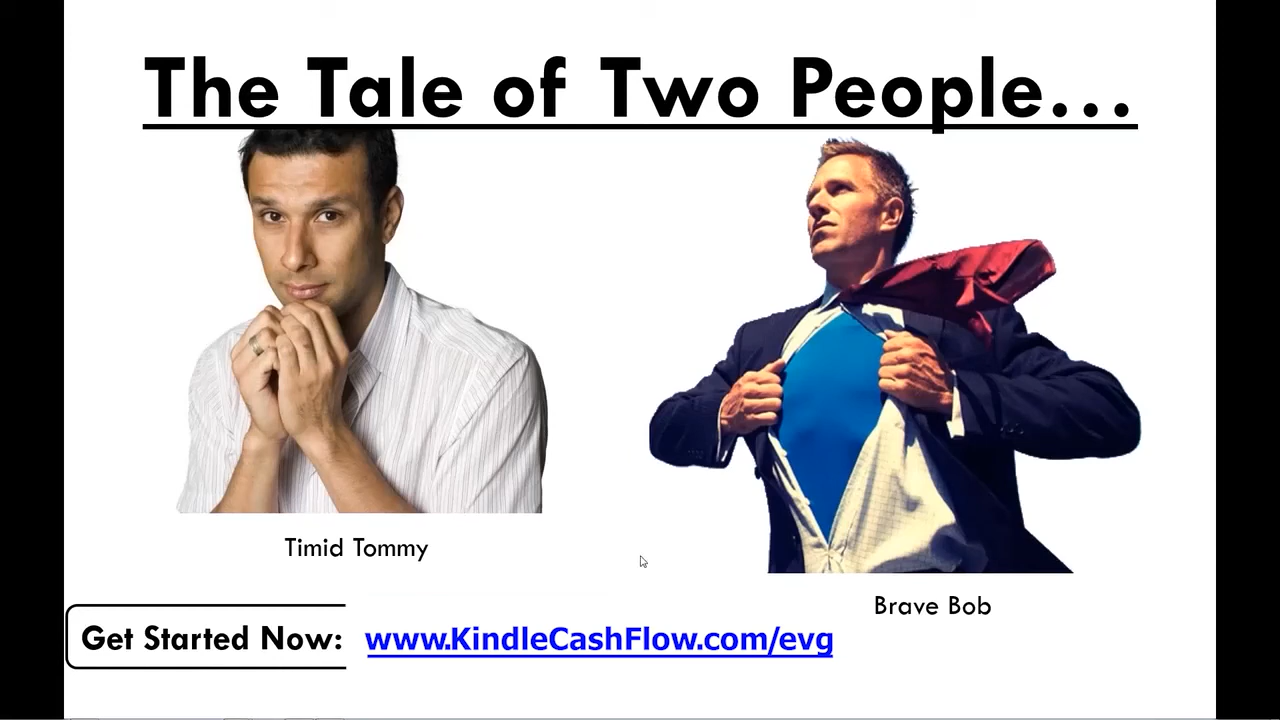 The Tale of Two People...
Timid Tommy
Brave Bob
Get Started Now: www.KindleCashFlow.com/evg